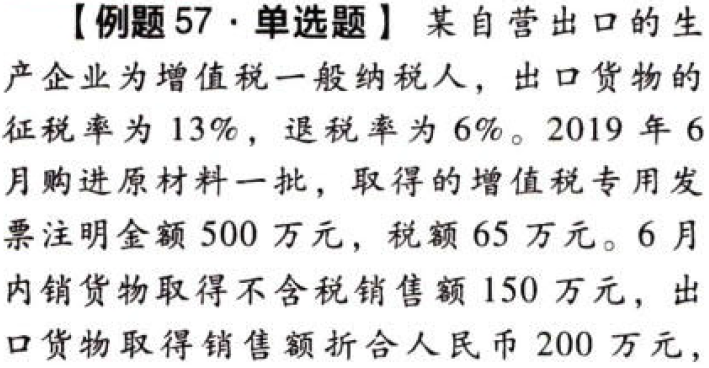 【例题 57·单选题】 某自营出口的生
产企业为增值税一般纳税人，出口货物的
征税率为 13%，退税率为 6%。2019 年 6
月购进原材料一批，取得的增值税专用发
票注明金额 500 万元，税额 65 万元。6 月
内销货物取得不含税销售额 150 万元，出
口货物取得销售额折合人民币 200 万元，